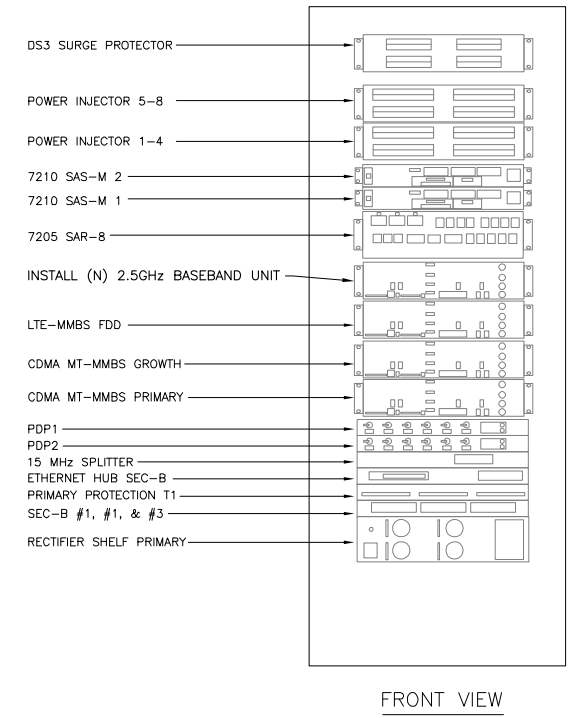 DS3 SURGE PROTECTOR
POWER INJECTOR 5-8
POWER INJECTOR 1-4
7210 SAS-M 2
7210 SAS-M 1
7205 SAR-8
INSTALL (N) 2.5GHz BASEBAND UNIT
LTE-MMBS FDD
CDMA MT-MMBS GROWTH
CDMA MT-MMBS PRIMARY
PDP1
PDP2
15 MHz SPLITTER
ETHERNET HUB SEC-B
PRIMARY PROTECTION T1
SEC-B #1, #1, & #3
RECTIFIER SHELF PRIMARY
FRONT VIEW